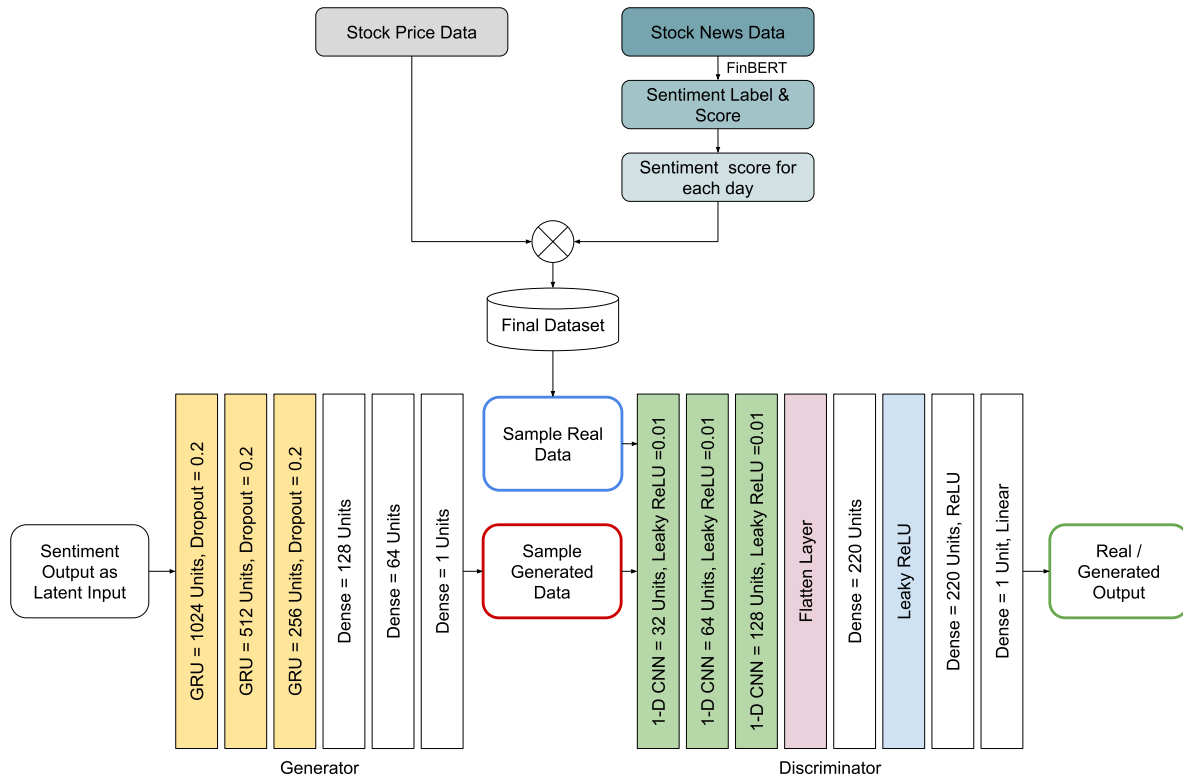 Stock Price Data
Stock News Data
FinBERT
Sentiment Label &
Score
Sentiment score for
each day
Final Dataset
Sentiment
Output as
Latent Input
GRU = 1024 Units, Dropout = 0.2
GRU = 512 Units, Dropout = 0.2
GRU = 256 Units, Dropout = 0.2
Dense = 128 Units
Dense = 64 Units
Dense = 1 Units
Generator
Sample Real
Data
Sample
Generated
Data
1-D CNN = 32 Units, Leaky ReLU =0.01
1-D CNN = 64 Units, Leaky ReLU =0.01
1-D CNN = 128 Units, Leaky ReLU =0.01
Flatten Layer
Dense = 220 Units
Leaky ReLU
Dense = 220 Units, ReLU
Dense = 1 Unit, Linear
Discriminator
Real /
Generated
Output